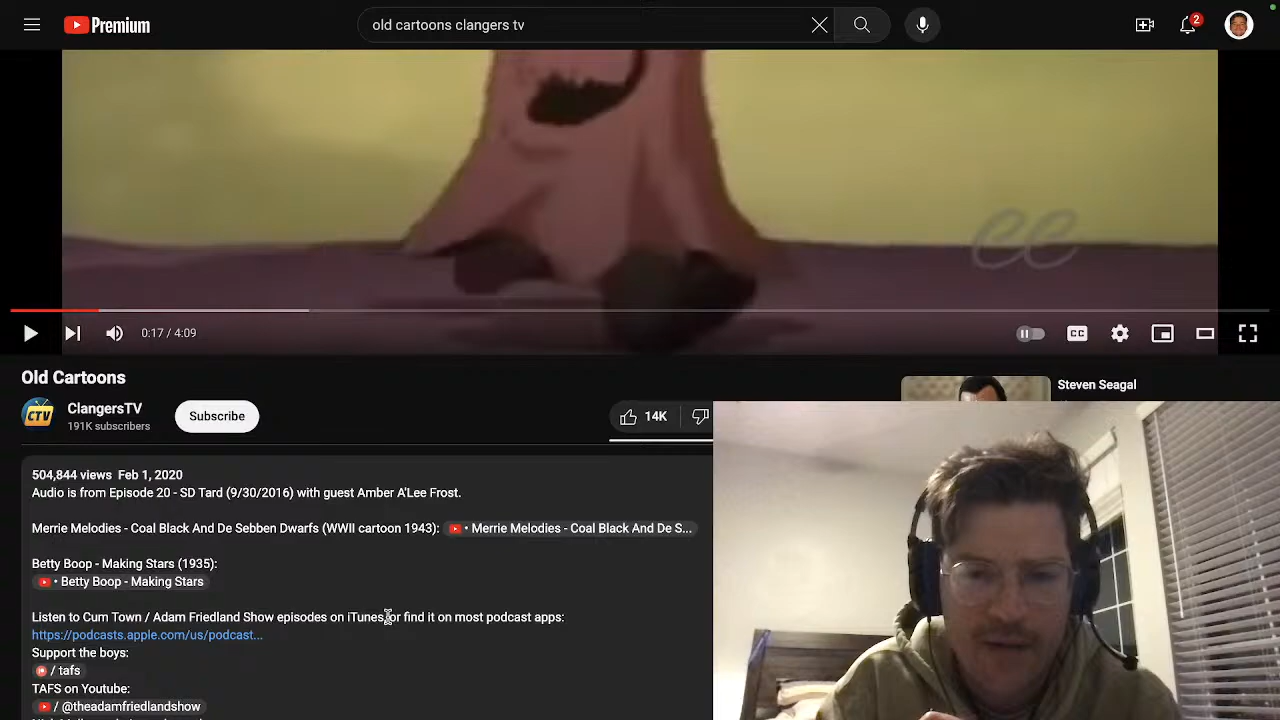 Premium
old cartoons clangers tv
2
ee
0:17 / 4:09
CC
Old Cartoons
Steven Seagal
CTV
ClangersTV
191K subscribers
Subscribe
14K
504,844 views Feb 1, 2020
Audio is from Episode 20 - SD Tard (9/30/2016) with guest Amber A'Lee Frost.
Merrie Melodies - Coal Black And De Sebben Dwarfs (WWII cartoon 1943): • Merrie Melodies - Coal Black And De S...
Betty Boop - Making Stars (1935):
• Betty Boop - Making Stars
Listen to Cum Town / Adam Friedland Show episodes on iTunes or find it on most podcast apps:
https://podcasts.apple.com/us/podcast...
Support the boys:
/ tafs
TAFS on Youtube:
/ @theadamfriedlandshow